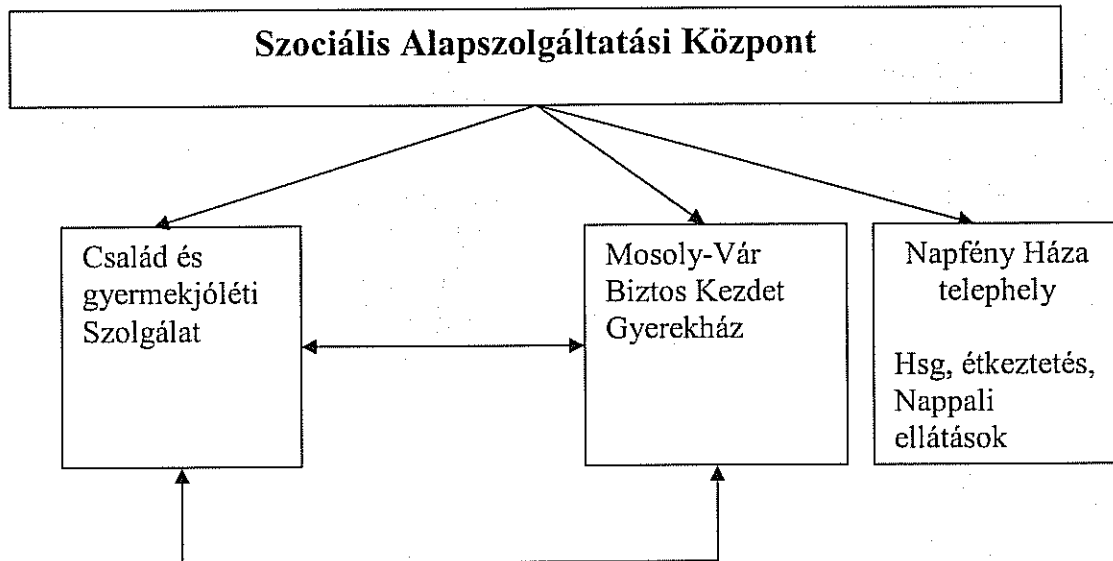 Szociális Alapszolgáltatási Központ
Család és
gyermekjóléti
Szolgálat
Mosoly-Vár
Biztos Kezdet
Gyerekház
Napfény Háza
telephely
Hsg, étkeztetés,
Nappali
ellátások